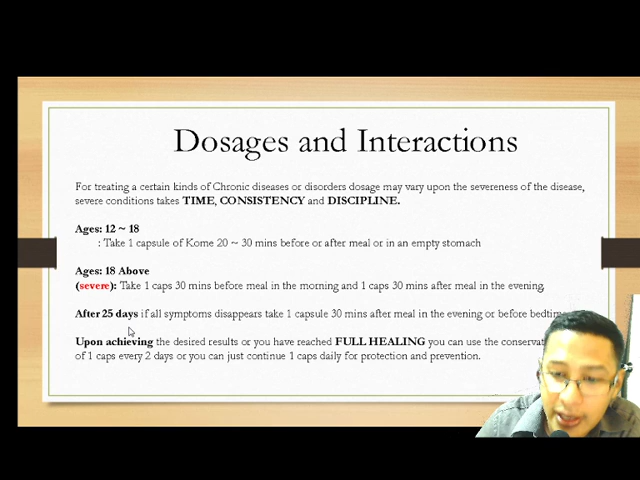 Dosages and Interactions
For treating a certain kinds of Chronic diseases or disorders dosage may vary upon the severeness of the disease,
severe conditions takes TIME, CONSISTENCY and DISCIPLINE.
Ages: 12 ~ 18
: Take 1 capsule of Kome 20 ~ 30 mins before or after meal or in an empty stomach
Ages: 18 Above
(severe): Take 1 caps 30 mins before meal in the morning and 1 caps 30 mins after meal in the evening.
After 25 days if all symptoms disappears take 1 capsule 30 mins after meal in the evening or before
Upon achieving the desired results or you have reached FULL HEALING you can use the
of 1 caps every 2 days or you can just continue 1 caps daily for protection and prevention.